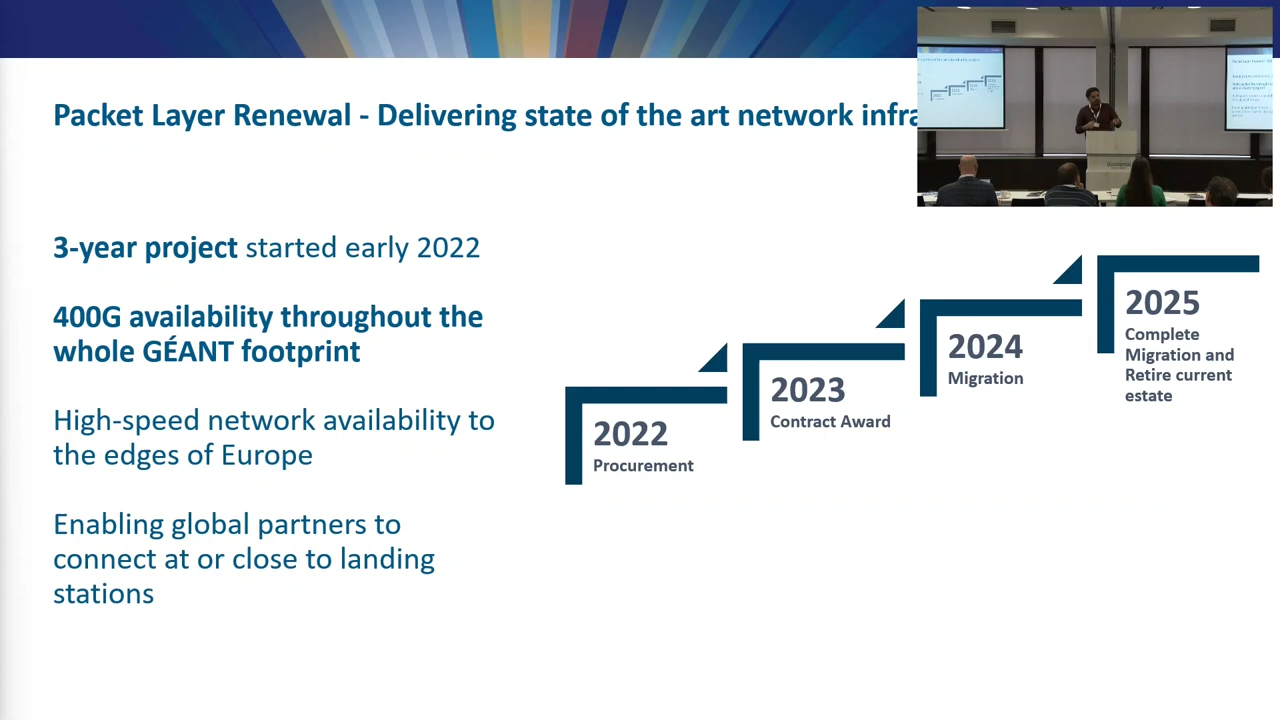 Packet Layer Renewal - Delivering state of the art network infra
3-year project started early 2022
400G availability throughout the
whole GÉANT footprint
High-speed network availability to
the edges of Europe
Enabling global partners to
connect at or close to landing
stations
2022
Procurement
2023
Contract Award
2024
Migration
2025
Complete
Migration and
Retire current
estate